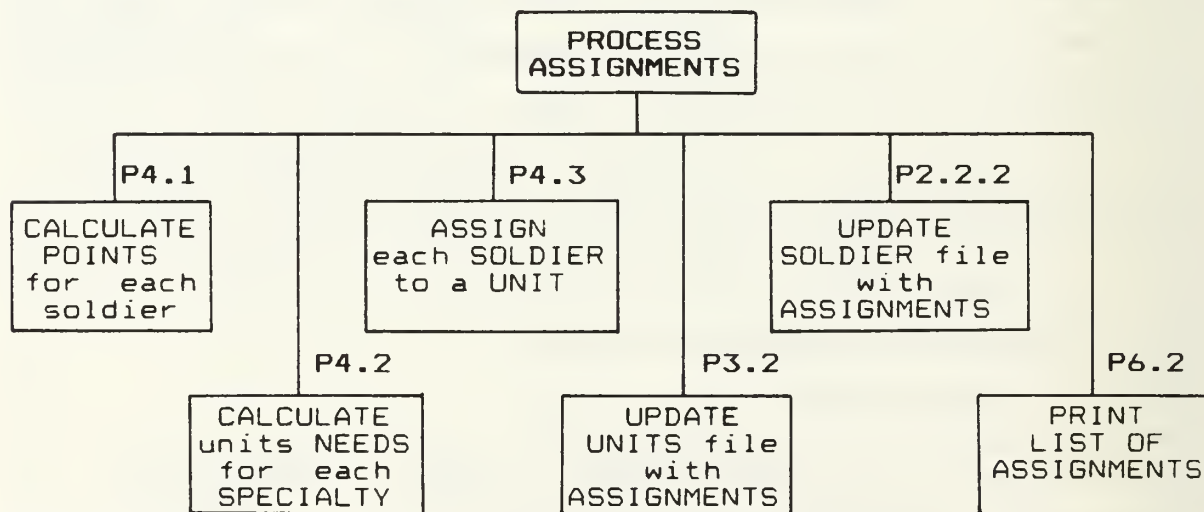 PROCESS
ASSIGNMENTS
P4.1
CALCULATE
POINTS
for each
soldier
P4.3
ASSIGN
each SOLDIER
to a UNIT
P2.2.2
UPDATE
SOLDIER file
with
ASSIGNMENTS
P4.2
CALCULATE
units NEEDS
for each
SPECIALTY
P3.2
UPDATE
UNITS file
with
ASSIGNMENTS
P6.2
PRINT
LIST OF
ASSIGNMENTS